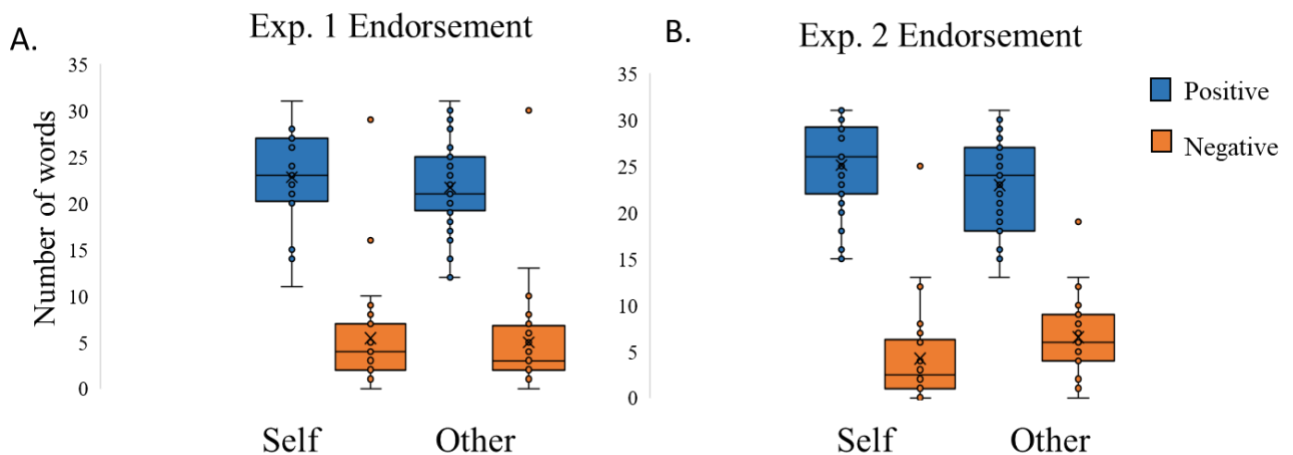 A.
Exp. 1 Endorsement
Number of words
35
30
25
20
15
10
5
0
Self
Other
B.
Exp. 2 Endorsement
35
30
25
20
15
10
5
0
Self
Other
Positive
Negative